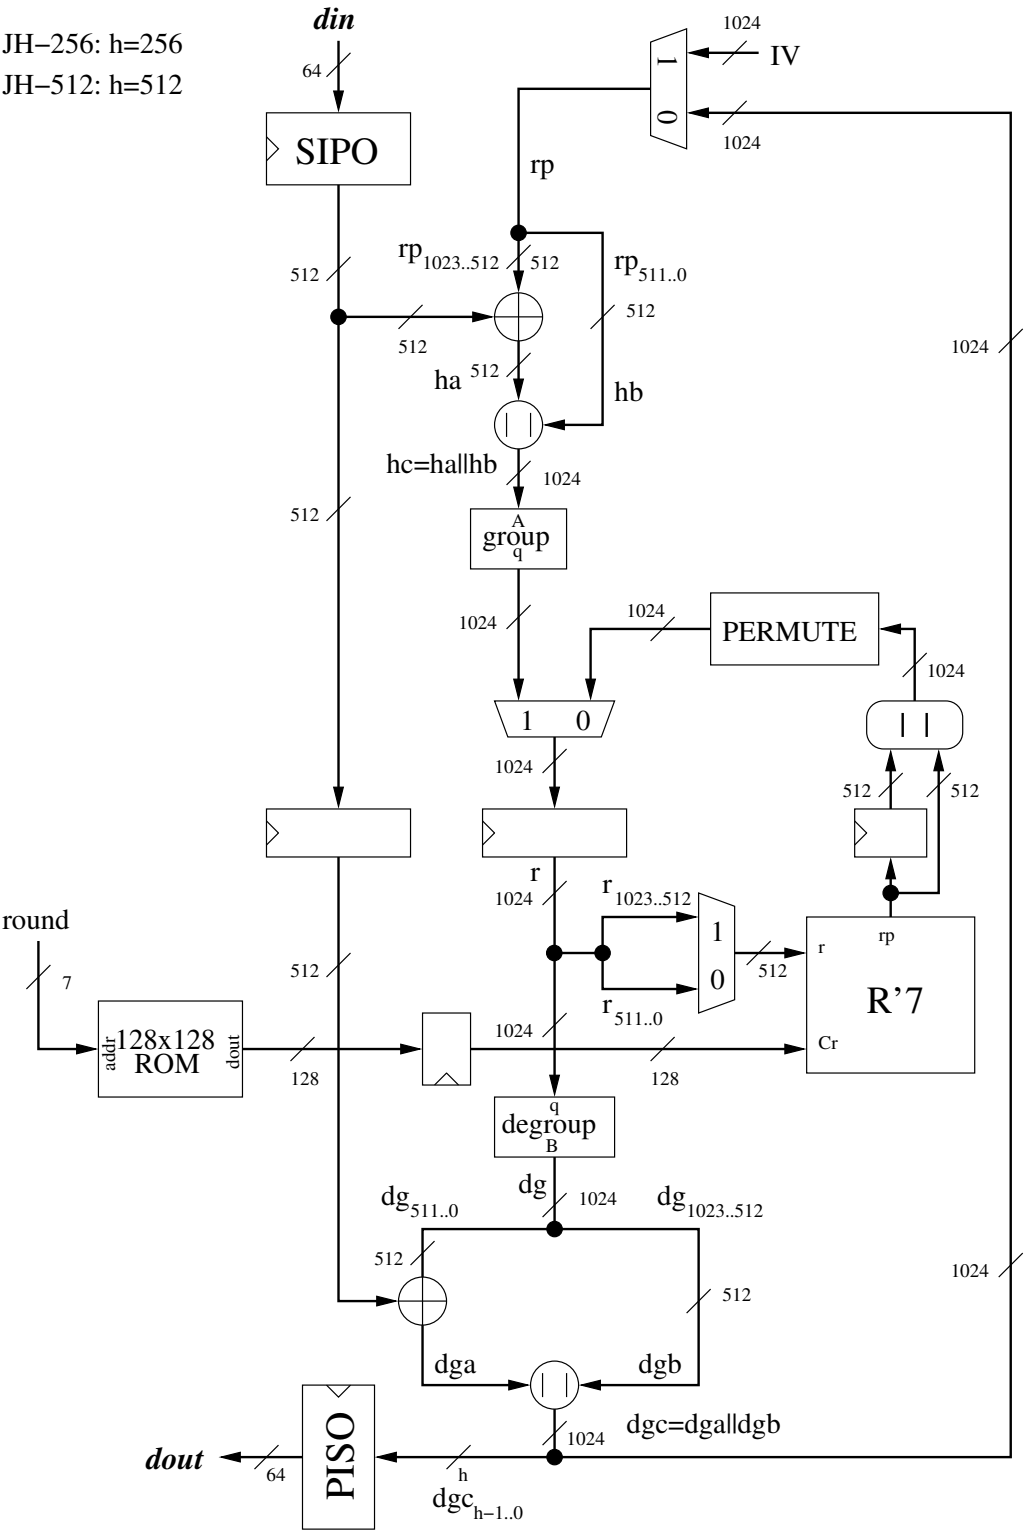 din
JH−256: h=256
JH−512: h=512
64
SIPO
1024
IV
1
0
1024
rp
rp1023..512
512
rp511..0
512
512
512
ha
512
hb
1024
hc=ha||hb
1024
512
A
group
q
1024
1024
PERMUTE
1024
1 0
1024
| |
512
512
r
1024
r1023..512
1
0
512
r511..0
rp
r
R’7
Cr
round
7
512
addr
128x128
ROM
dout
128
1024
128
q
degroup
B
dg
1024
dg511..0
dg1023..512
512
512
1024
dga
dgb
| |
dgc=dga||dgb
1024
dout
64
PISO
h
dgch−1..0
| |